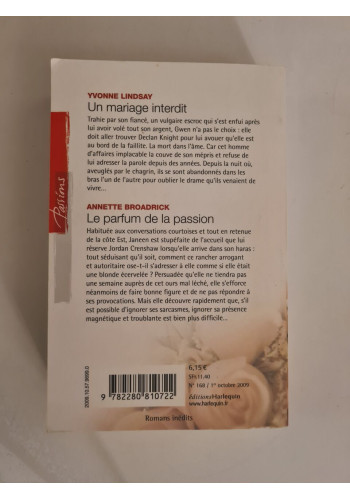 YVONNE LINDSAY
Un mariage interdit
Trahie par son fiancé, un vulgaire escroc qui s'est enfui après
lui avoir volé tout son argent, Gwen n'a pas le choix : elle
doit aller trouver Declan Knight pour lui avouer qu'elle est
au bord de la faillite. La mort dans l'âme. Car cet homme
d'affaires implacable la couve de son mépris et refuse de
lui adresser la parole depuis des années. Depuis la nuit où,
aveuglés par le chagrin, ils se sont abandonnés dans les
bras l'un de l'autre pour oublier le drame qu'ils venaient de
vivre...
ANNETTE BROADRICK
Le parfum de la passion
Habituée aux conversations courtoises et tout en retenue
de la côte Est, Janeen est stupéfaite de l'accueil que lui
réserve Jordan Crenshaw lorsqu'elle arrive dans son haras :
tout séduisant qu'il soit, comment ce rancher arrogant
et autoritaire ose-t-il s'adresser à elle comme si elle était
une blonde écervelée ? Persuadée qu'elle ne tiendra pas
une semaine auprès de cet ours mal léché, elle s'efforce
néanmoins de faire bonne figure et de ne pas répondre à
ses provocations. Mais elle découvre rapidement que, s'il
est possible d'ignorer ses sarcasmes, ignorer sa présence
magnétique et troublante est bien plus difficile...
Passions
2009.10.57.9898.0
9 782280 810722
6,15 €
SFS 11.40
N° 168 / 1er octobre 2009
éditionsHarlequin
www.harlequin.fr
Romans inédits